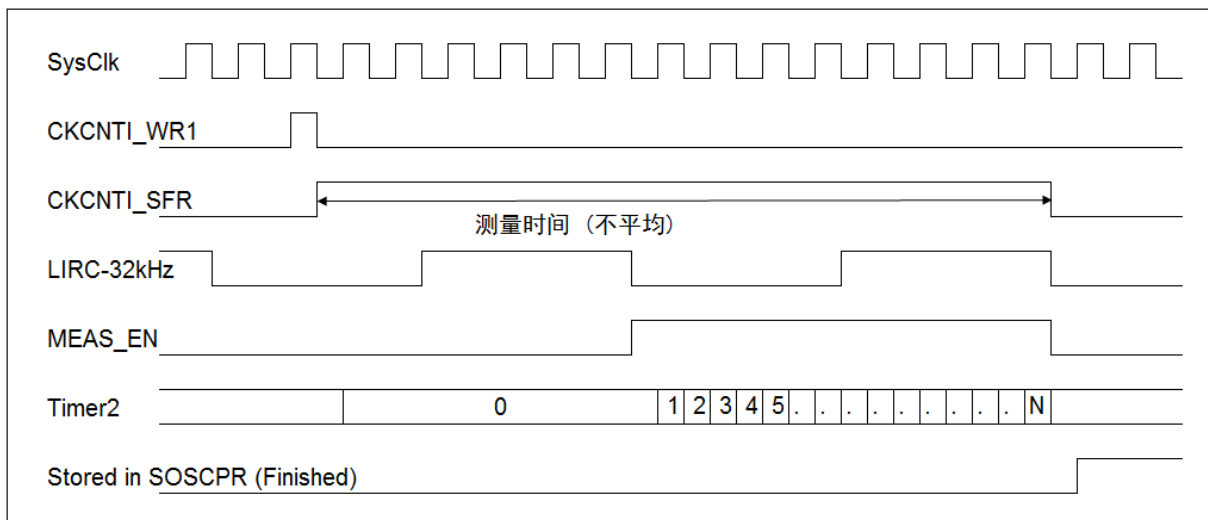 SysClk
CKCNTI_WR1
CKCNTI_SFR
测量时间 (不平均)
LIRC-32kHz
MEAS_EN
Timer2 0 1 2 3 4 5 . . . . . . . . . N
Stored in SOSCPR (Finished)